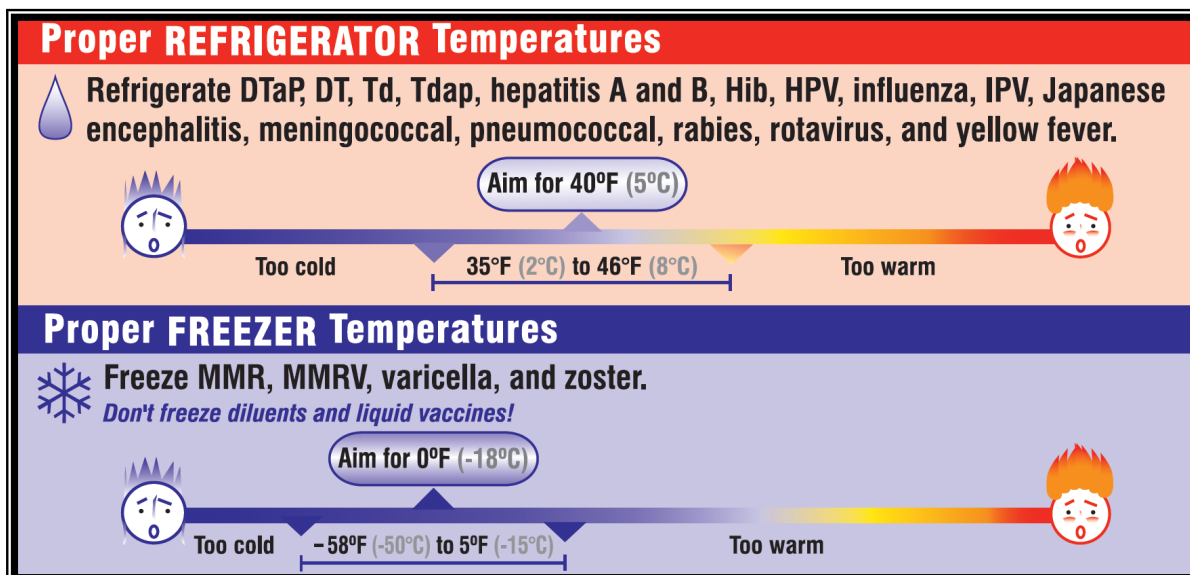 Proper REFRIGERATOR Temperatures
Refrigerate DTaP, DT, Td, Tdap, hepatitis A and B, Hib, HPV, influenza, IPV, Japanese
encephalitis, meningococcal, pneumococcal, rabies, rotavirus, and yellow fever.
Aim for 40ºF (5ºC)
Too cold
35°F (2°C) to 46°F (8°C)
Too warm
Proper FREEZER Temperatures
Freeze MMR, MMRV, varicella, and zoster.
Don't freeze diluents and liquid vaccines!
Aim for 0ºF (-18ºC)
Too cold
–58ºF (-50°C) to 5ºF (-15°C)
Too warm